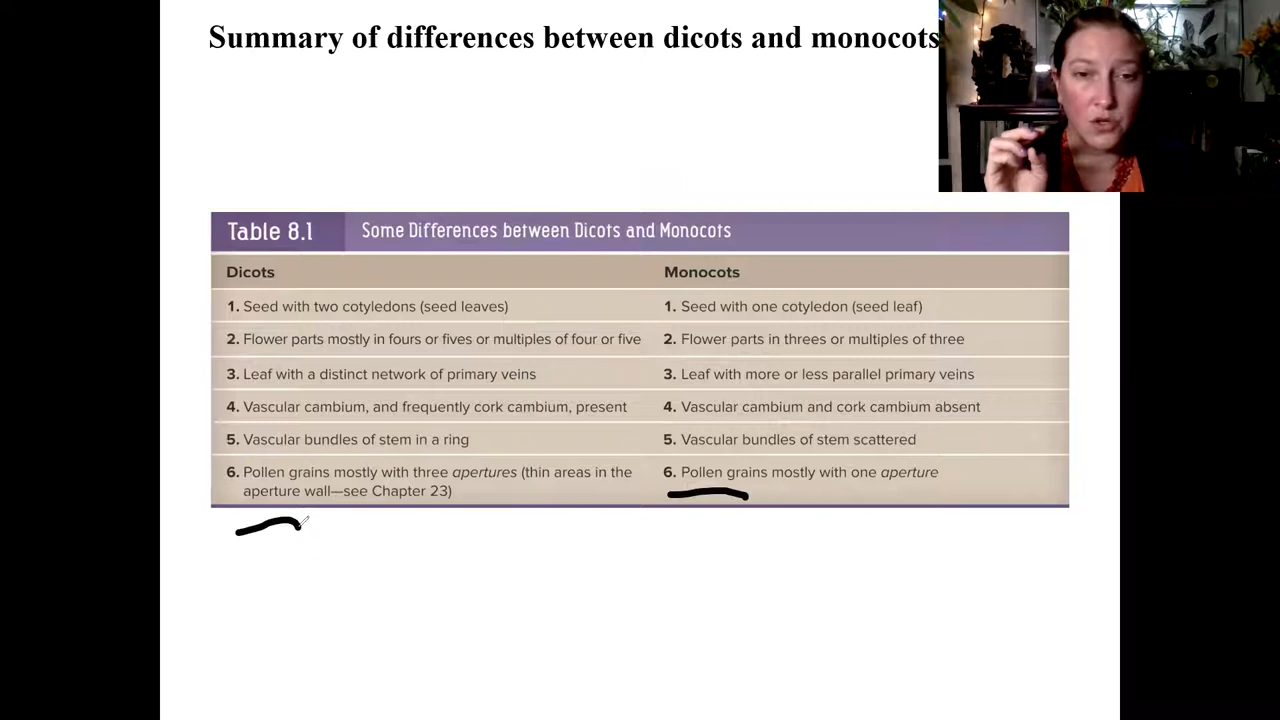 Summary of differences between dicots and monocots
Table 8.1 Some Differences between Dicots and Monocots
Dicots Monocots
1. Seed with two cotyledons (seed leaves) 1. Seed with one cotyledon (seed leaf)
2. Flower parts mostly in fours or fives or multiples of four or five 2. Flower parts in threes or multiples of three
3. Leaf with a distinct network of primary veins 3. Leaf with more or less parallel primary veins
4. Vascular cambium, and frequently cork cambium, present 4. Vascular cambium and cork cambium absent
5. Vascular bundles of stem in a ring 5. Vascular bundles of stem scattered
6. Pollen grains mostly with three apertures (thin areas in the 6. Pollen grains mostly with one aperture
aperture wall—see Chapter 23)